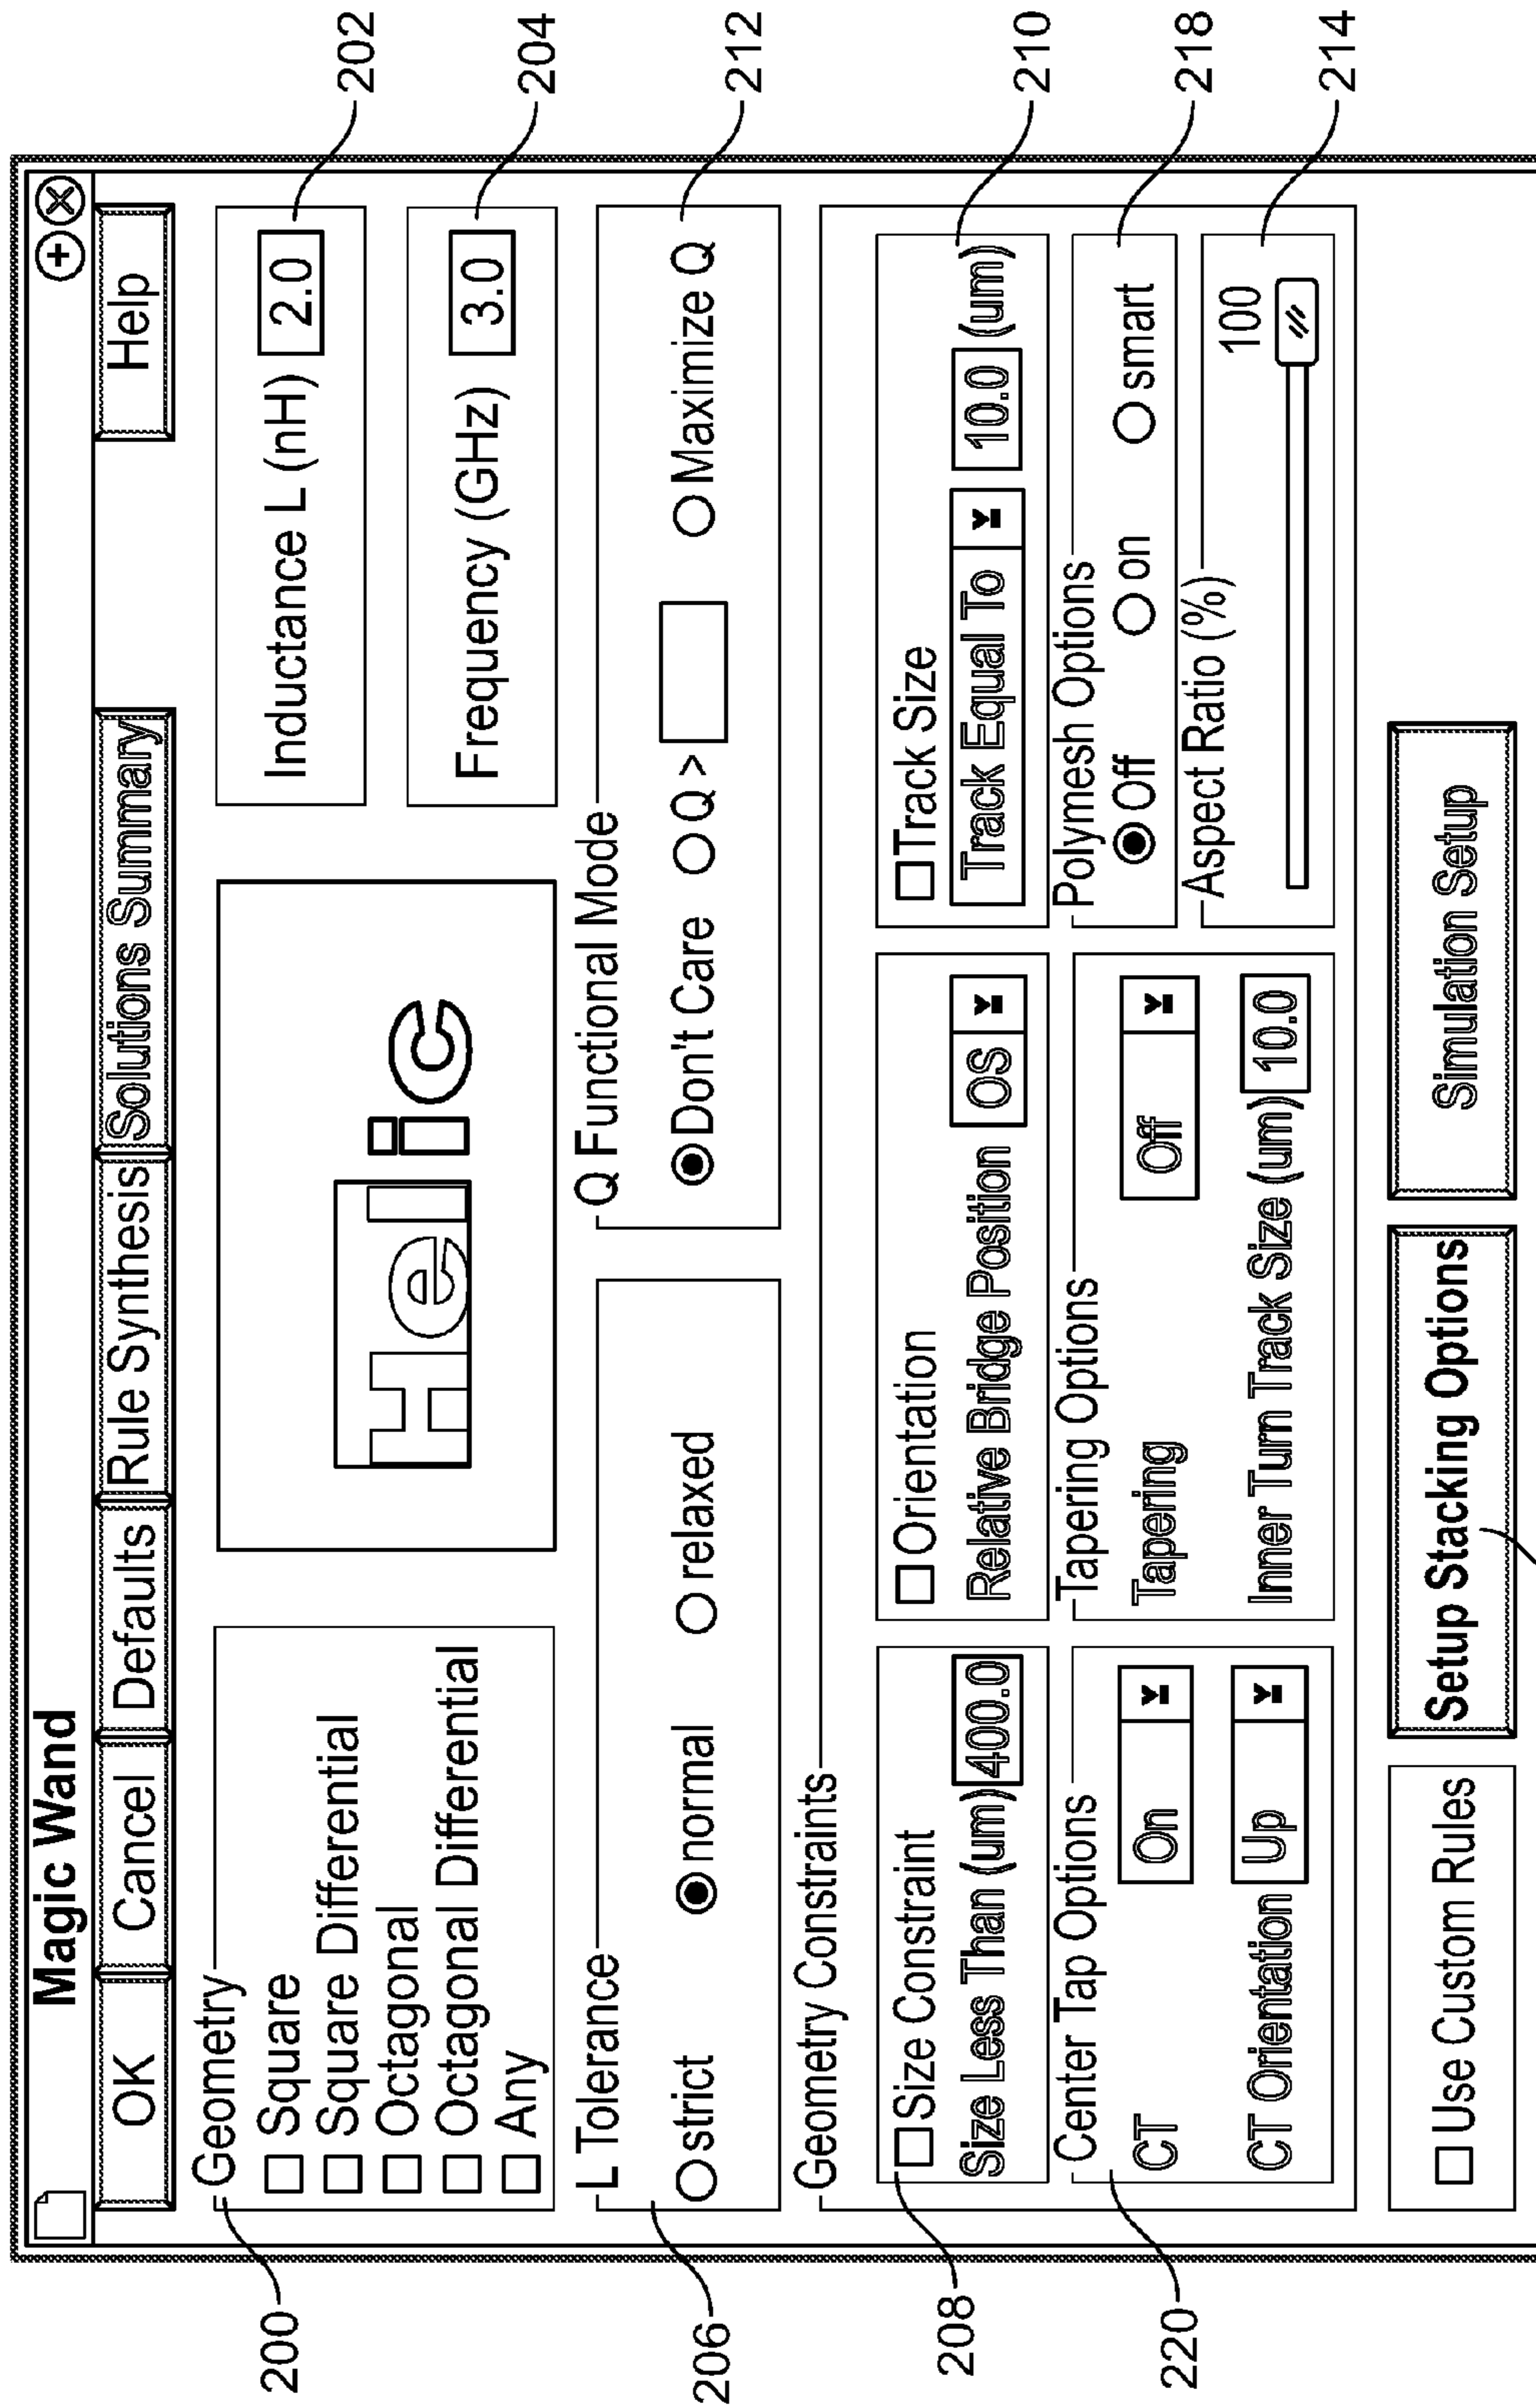 Magic Wand
OK Cancel Defaults Rule Synthesis Solutions Summary Help
Geometry
Square
Square Differential
Octagonal
Octagonal Differential
Any
200
Helic
Inductance L (nH) 2.0
202
Frequency (GHz) 3.0
204
L Tolerance
strict normal relaxed
206
Q Functional Mode
Don't Care Q > Maximize Q
212
Geometry Constraints
Size Constraint
Size Less Than (um) 400.0
208
Orientation
Relative Bridge Position OS
Track Size
Track Equal To 10.0 (um)
210
Center Tap Options
CT On
CT Orientation Up
220
Tapering Options
Tapering Off
Inner Turn Track Size (um) 10.0
Polymesh Options
Off on smart
218
Aspect Ratio (%)
100
214
Use Custom Rules
Setup Stacking Options
Simulation Setup